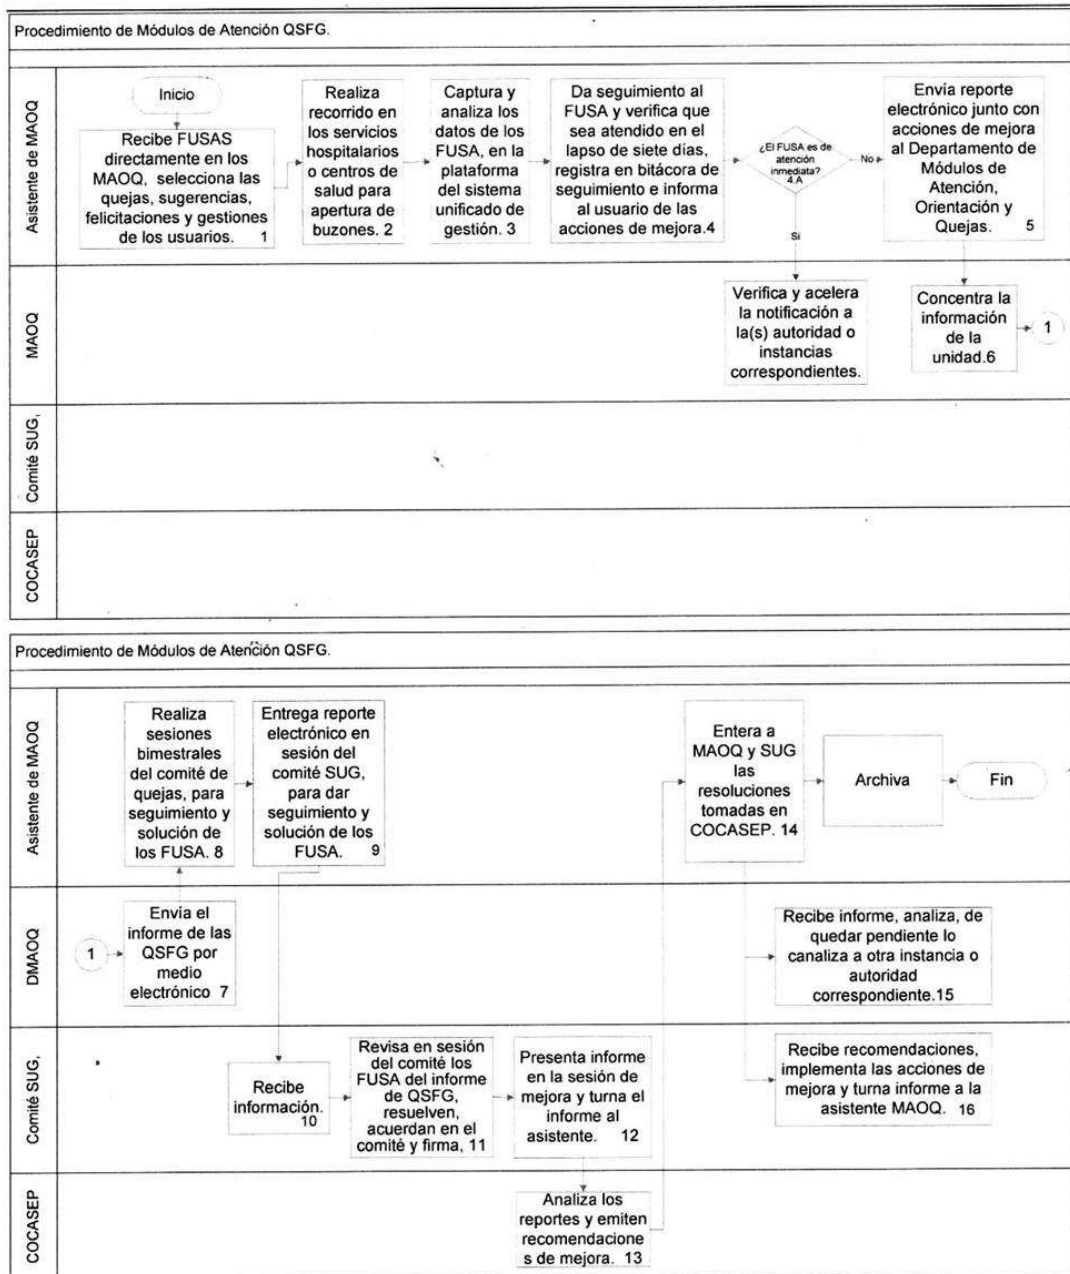 Procedimiento de Módulos de Atención QSFG.
Asistente de MAOQ
Inicio
Recibe FUSAS
directamente en los
MAOQ, selecciona las
quejas, sugerencias,
felicitaciones y gestiones
de los usuarios. 1
Realiza
recorrido en
los servicios
hospitalarios
o centros de
salud para
apertura de
buzones. 2
Captura y
analiza los
datos de los
FUSA, en la
plataforma
del sistema
unificado de
gestión. 3
Da seguimiento al
FUSA y verifica que
sea atendido en el
lapso de siete días,
registra en bitácora de
seguimiento e informa
al usuario de las
acciones de mejora.4
¿El FUSA es de
atención
inmediata?
4.A
No
Si
Envía reporte
electrónico junto con
acciones de mejora
al Departamento de
Módulos de
Atención,
Orientación y
Quejas. 5
MAOQ
Verifica y acelera
la notificación a
la(s) autoridad o
instancias
correspondientes.
Concentra la
información
de la
unidad.6
1
Comité SUG,
COCASEP
Procedimiento de Módulos de Atención QSFG.
Asistente de MAOQ
Realiza
sesiones
bimestrales
del comité de
quejas, para
seguimiento y
solución de
los FUSA. 8
Entrega reporte
electrónico en
sesión del
comité SUG,
para dar
seguimiento y
solución de los
FUSA. 9
Entera a
MAOQ y SUG
las
resoluciones
tomadas en
COCASEP. 14
Archiva
Fin
DMAOQ
1
Envía el
informe de las
QSFG por
medio
electrónico 7
Recibe informe, analiza, de
quedar pendiente lo
canaliza a otra instancia o
autoridad
correspondiente.15
Comité SUG,
Recibe
información.
10
Revisa en sesión
del comité los
FUSA del informe
de QSFG,
resuelven,
acuerdan en el
comité y firma, 11
Presenta informe
en la sesión de
mejora y turna el
informe al
asistente. 12
Recibe recomendaciones,
implementa las acciones de
mejora y turna informe a la
asistente MAOQ. 16
COCASEP
Analiza los
reportes y emiten
recomendacione
s de mejora. 13